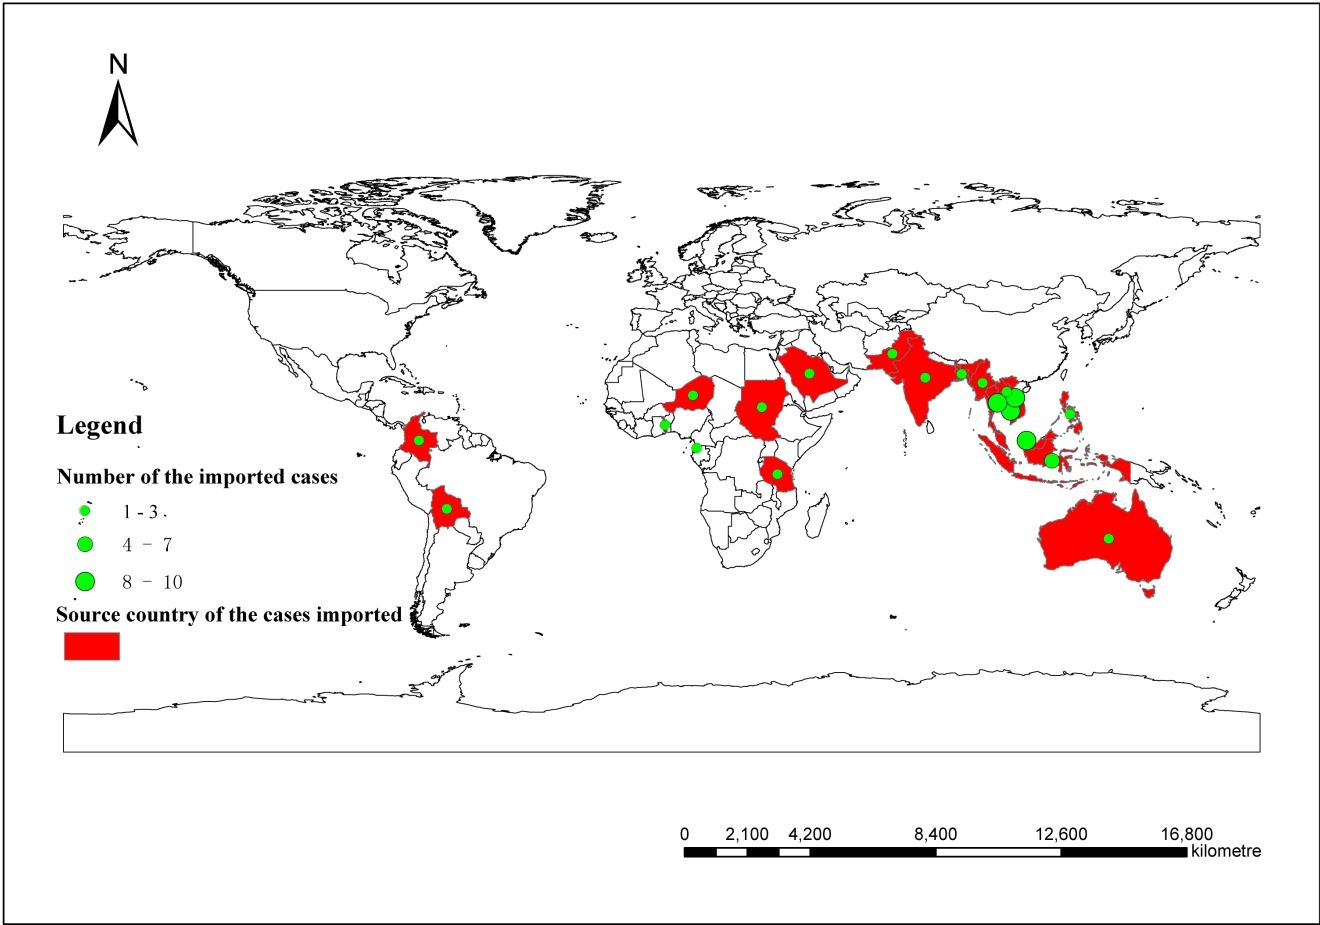 N
Legend
Number of the imported cases
1 - 3
4 - 7
8 - 10
Source country of the cases imported
0 2,100 4,200 8,400 12,600 16,800
kilometre